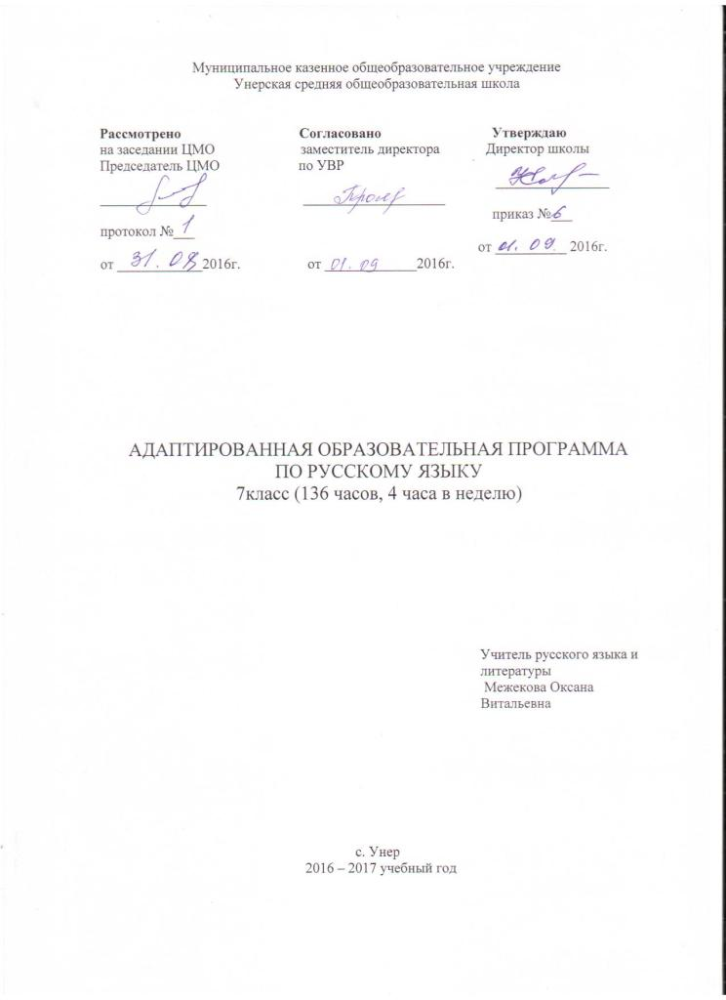 Муниципальное казенное общеобразовательное учреждение
Унерская средняя общеобразовательная школа
Рассмотрено
на заседании ЦМО
Председатель ЦМО
протокол № 1
от 31.08 2016г.
Согласовано
заместитель директора
по УВР
от 01.09 2016г.
Утверждаю
Директор школы
приказ №6
от 01.09. 2016г.
АДАПТИРОВАННАЯ ОБРАЗОВАТЕЛЬНАЯ ПРОГРАММА
ПО РУССКОМУ ЯЗЫКУ
7класс (136 часов, 4 часа в неделю)
Учитель русского языка и
литературы
Межекова Оксана
Витальевна
с. Унер
2016 – 2017 учебный год